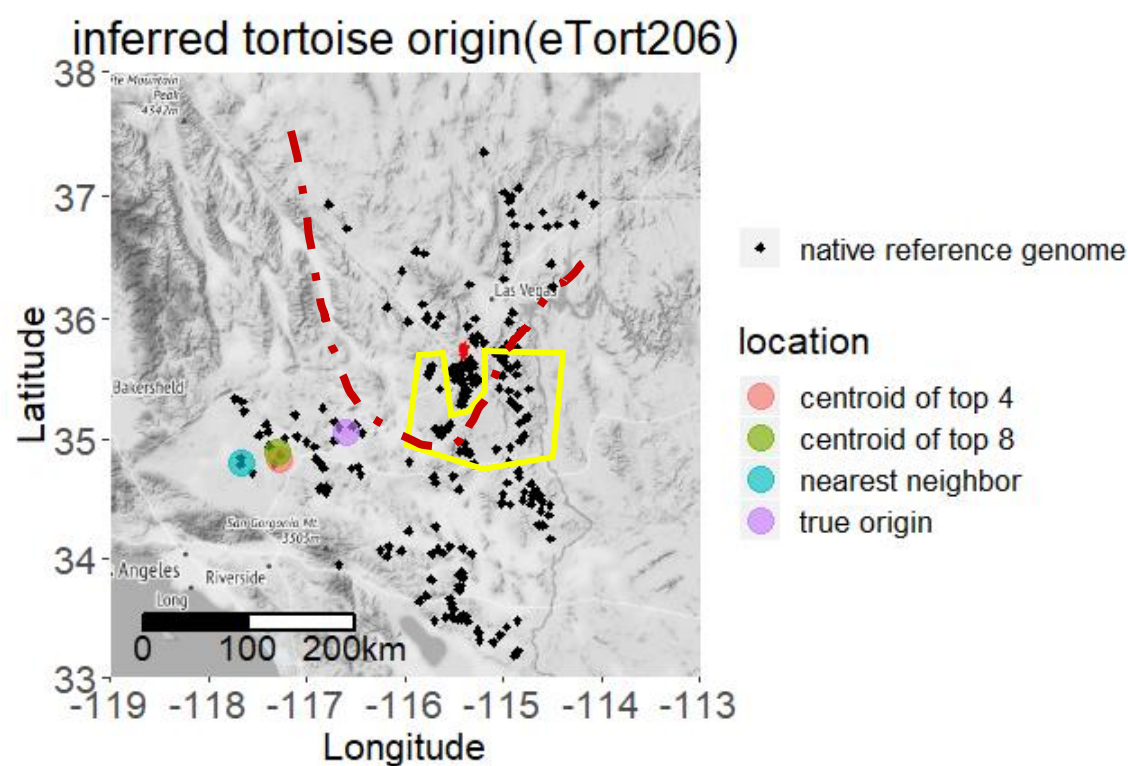 inferred tortoise origin(eTort206)
38
37
36
35
34
33
Latitude
-119 -118 -117 -116 -115 -114 -113
Longitude
Mountain
Peak
4342m
Las Vegas
San Gorgonio Mt.
3505m
Angeles
Riverside
Long
0 100 200km
native reference genome
location
centroid of top 4
centroid of top 8
nearest neighbor
true origin